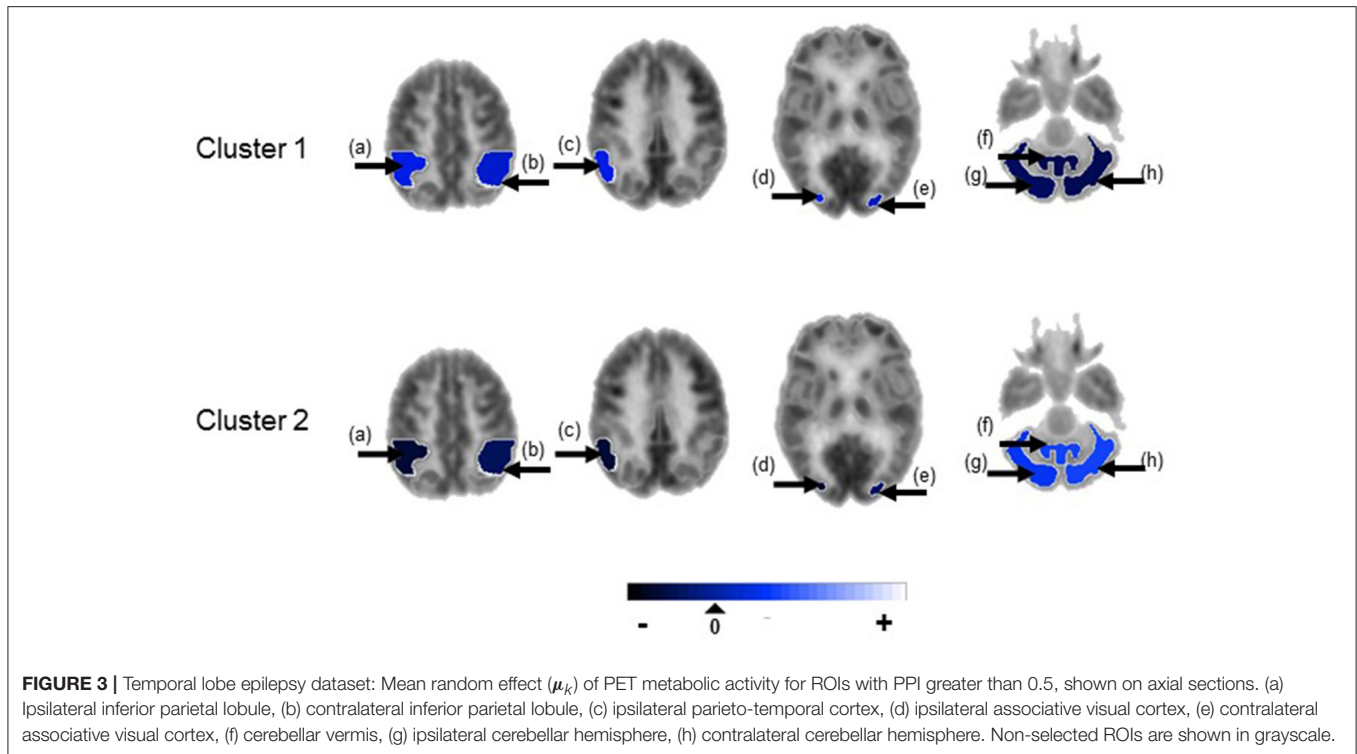 Cluster 1
(a)
(b)
(c)
(d)
(e)
(f)
(g)
(h)
Cluster 2
(a)
(b)
(c)
(d)
(e)
(f)
(g)
(h)
- 0 - +
FIGURE 3 | Temporal lobe epilepsy dataset: Mean random effect (μk) of PET metabolic activity for ROIs with PPI greater than 0.5, shown on axial sections. (a)
Ipsilateral inferior parietal lobule, (b) contralateral inferior parietal lobule, (c) ipsilateral parieto-temporal cortex, (d) ipsilateral associative visual cortex, (e) contralateral
associative visual cortex, (f) cerebellar vermis, (g) ipsilateral cerebellar hemisphere, (h) contralateral cerebellar hemisphere. Non-selected ROIs are shown in grayscale.